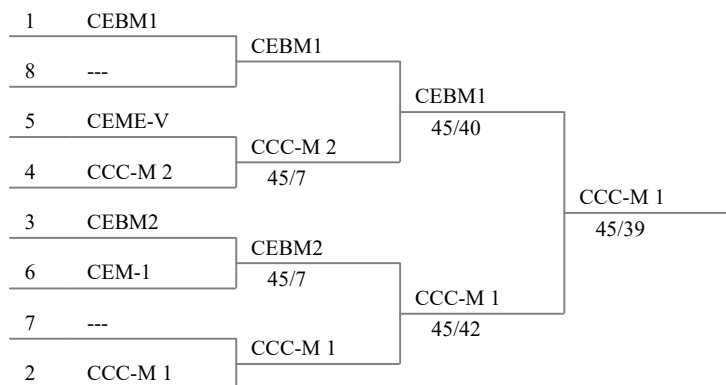 1 CEBM1
CEBM1
8 ---
CEBM1
45/40
5 CEME-V
CCC-M 2
45/7
4 CCC-M 2
CCC-M 1
45/39
3 CEBM2
CEBM2
45/7
6 CEM-1
CCC-M 1
45/42
7 ---
CCC-M 1
2 CCC-M 1